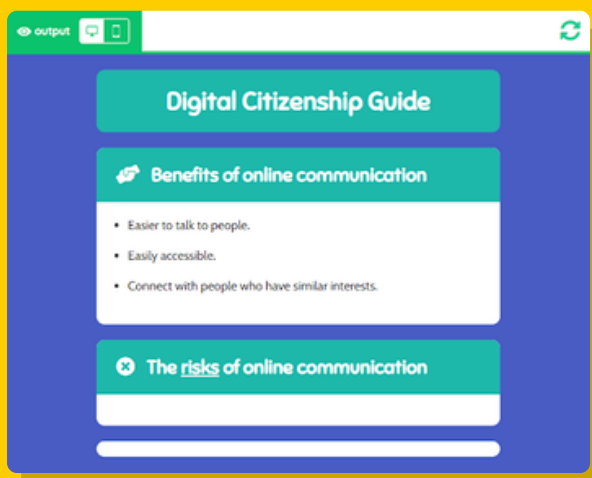 output
Digital Citizenship Guide
Benefits of online communication
• Easier to talk to people.
• Easily accessible.
• Connect with people who have similar interests.
The risks of online communication